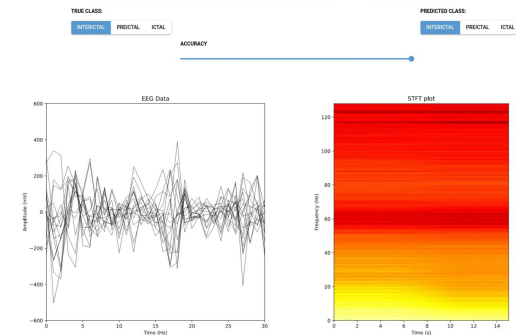 TRUE CLASS:
PREDICTED CLASS:
INTERICTAL PREICTAL ICTAL
INTERICTAL PREICTAL ICTAL
ACCURACY
EEG Data
STFT plot
600
400
200
0
−200
−400
−600
Amplitude (mV)
0 5 10 15 20 25 30
Time (Hz)
120
100
80
60
40
20
0
Frequency (Hz)
0 2 4 6 8 10 12 14
Time (s)